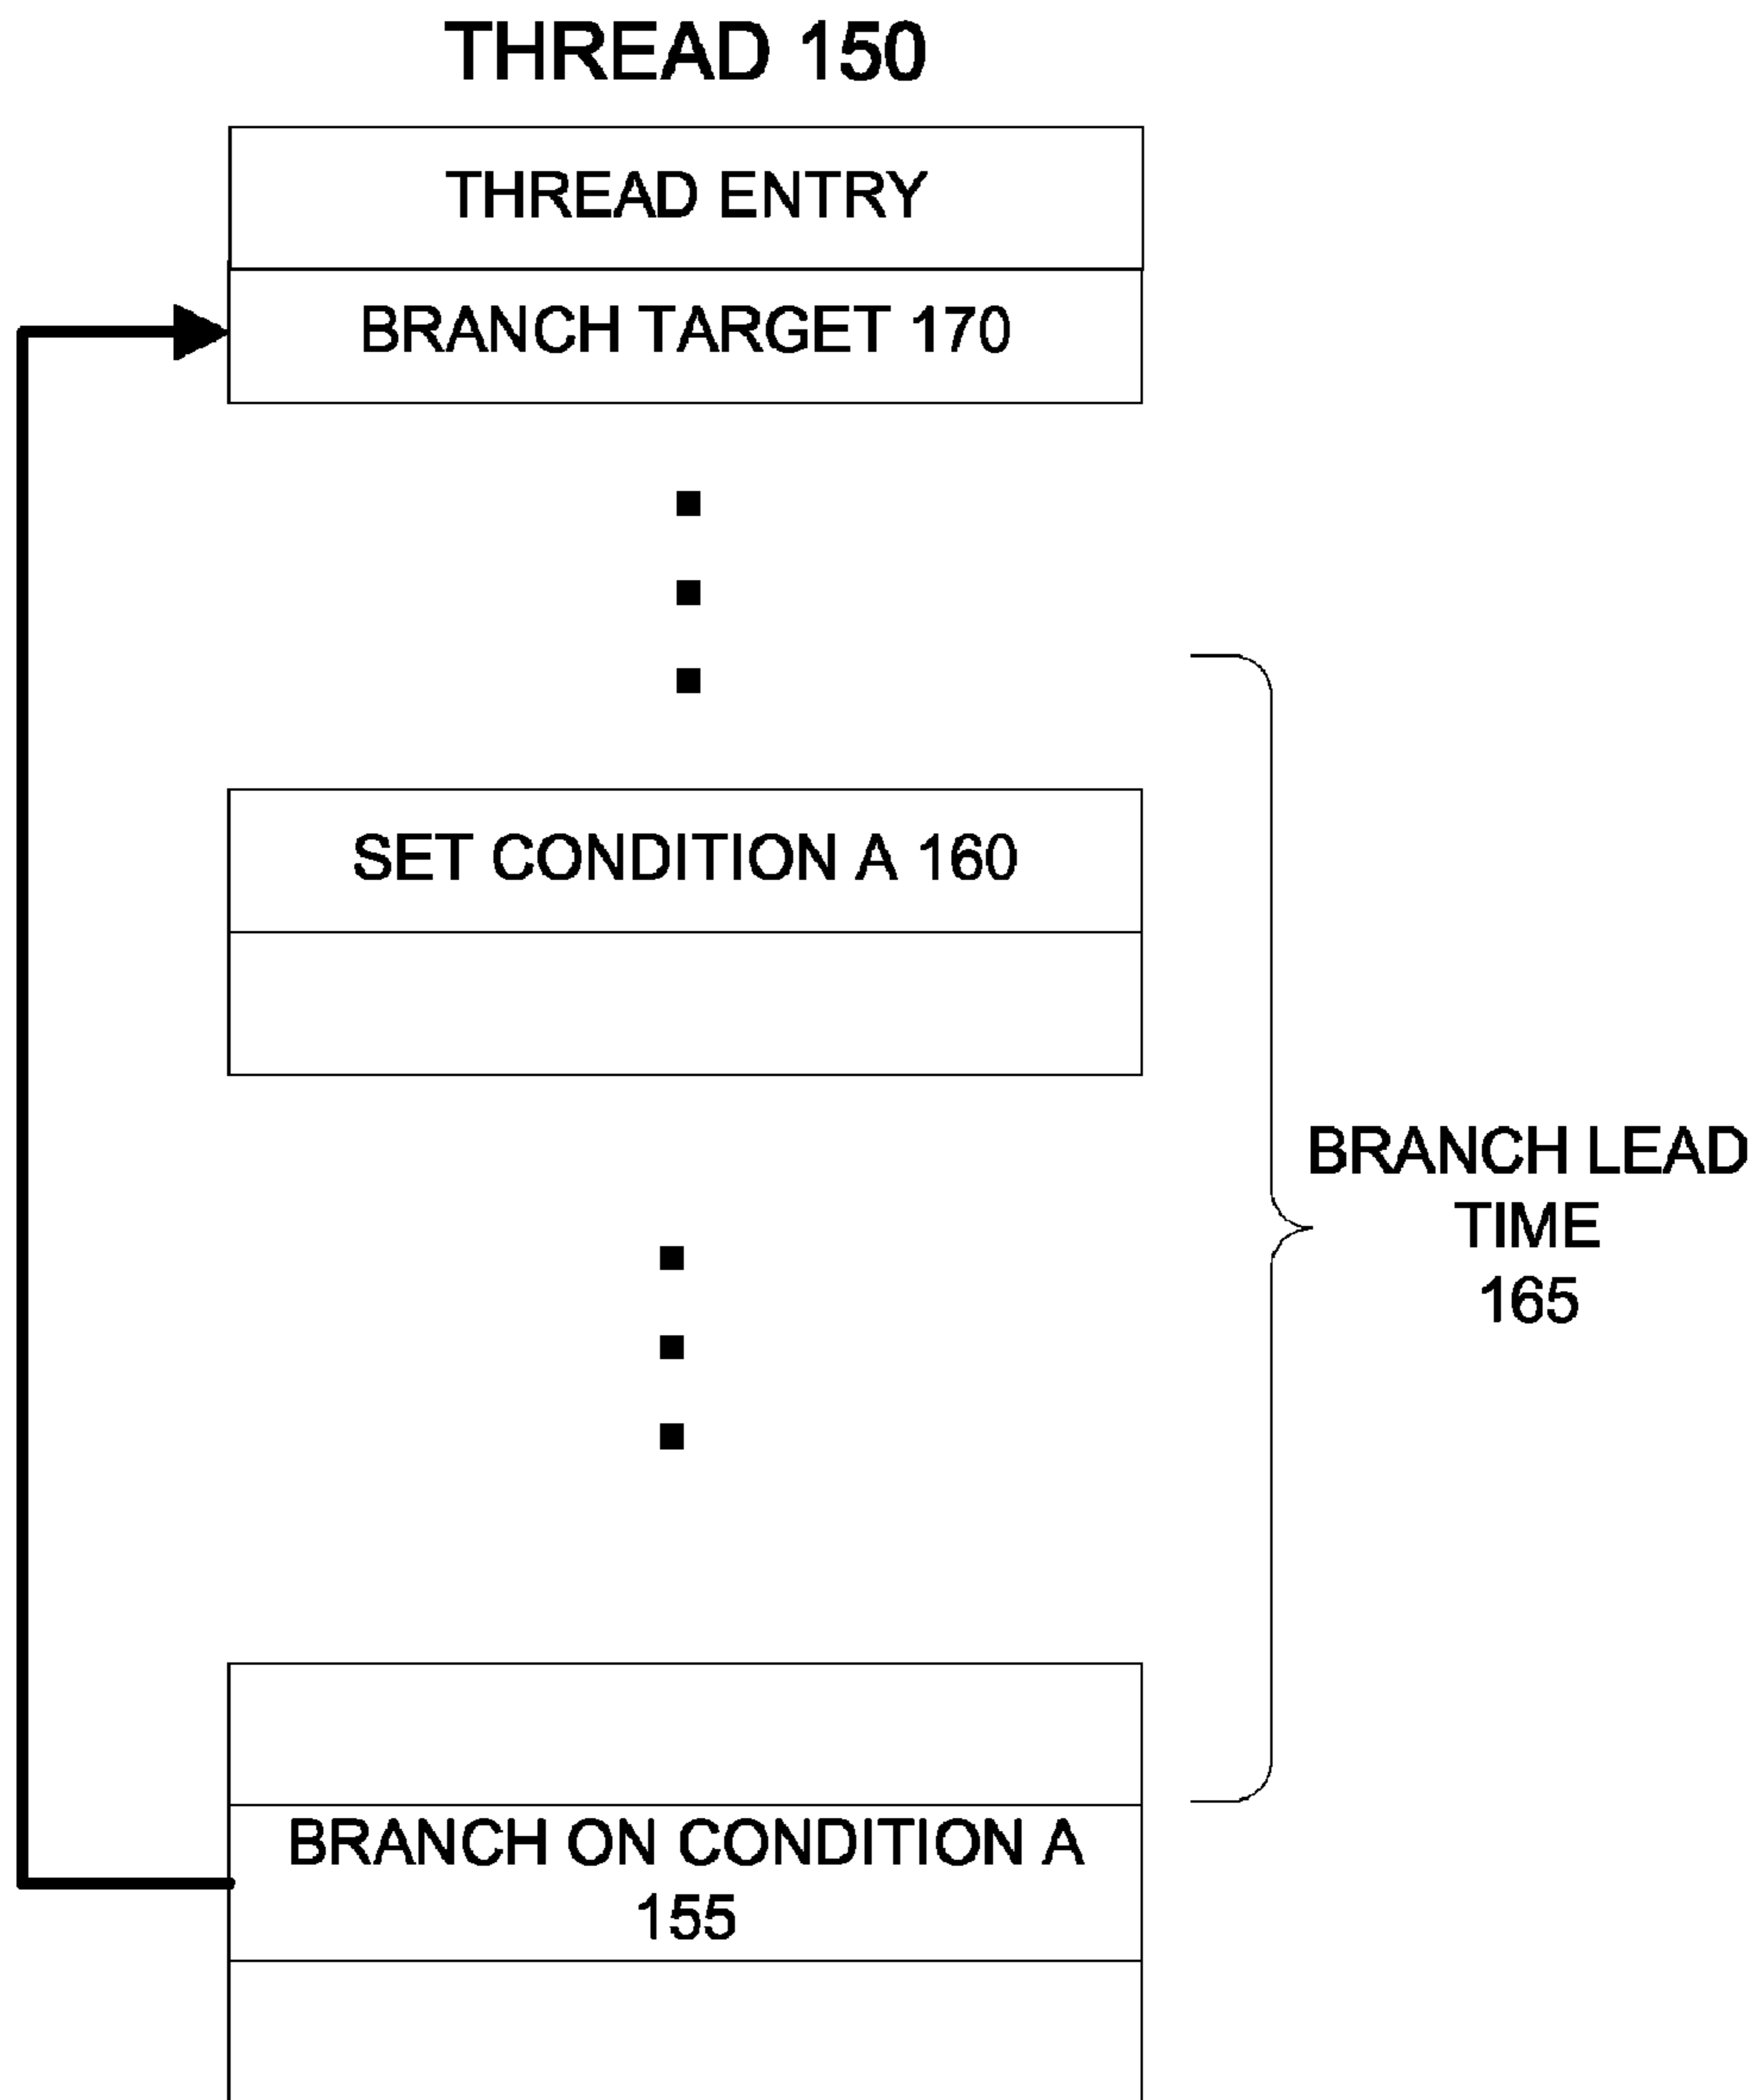 THREAD 150
THREAD ENTRY
BRANCH TARGET 170
SET CONDITION A 160
BRANCH LEAD
TIME
165
BRANCH ON CONDITION A
155